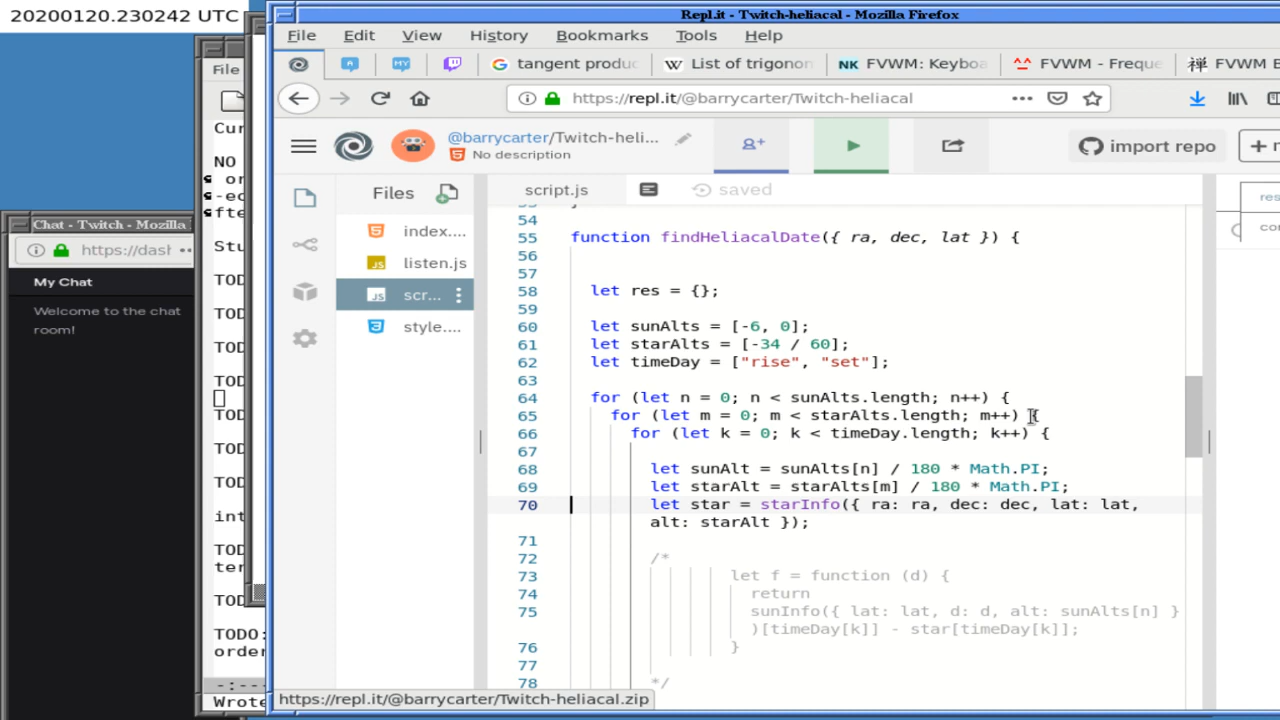 20200120.230242 UTC
Repl.it - Twitch-heliacal - Mozilla Firefox
File Edit View History Bookmarks Tools Help
tangent produc
List of trigonon
FVWM: Keyboa
FVWM - Freque
FVWM B
https://repl.it/@barrycarter/Twitch-heliacal
@barrycarter/Twitch-heli...
No description
import repo
Files
script.js
saved
index....
listen.js
scr...
style....
54
55 function findHeliacalDate({ ra, dec, lat }) {
56
57
58 let res = {};
59
60 let sunAlts = [-6, 0];
61 let starAlts = [-34 / 60];
62 let timeDay = ["rise", "set"];
63
64 for (let n = 0; n < sunAlts.length; n++) {
65 for (let m = 0; m < starAlts.length; m++) {
66 for (let k = 0; k < timeDay.length; k++) {
67
68 let sunAlt = sunAlts[n] / 180 * Math.PI;
69 let starAlt = starAlts[m] / 180 * Math.PI;
70 let star = starInfo({ ra: ra, dec: dec, lat: lat,
alt: starAlt });
71
72 /*
73 let f = function (d) {
74 return
75 sunInfo({ lat: lat, d: d, alt: sunAlts[n] }
)[timeDay[k]] - star[timeDay[k]];
76 }
77
78 */
https://repl.it/@barrycarter/Twitch-heliacal.zip
File
Cur
NO
or
-ec
fte
Stu
TOD
TOD
TOD
TOD
TOD
TOD
TOD
int
TOD
ter
TOD
TODO:
order
Wrote
Chat - Twitch - Mozilla
https://dash
My Chat
Welcome to the chat
room!
res
con